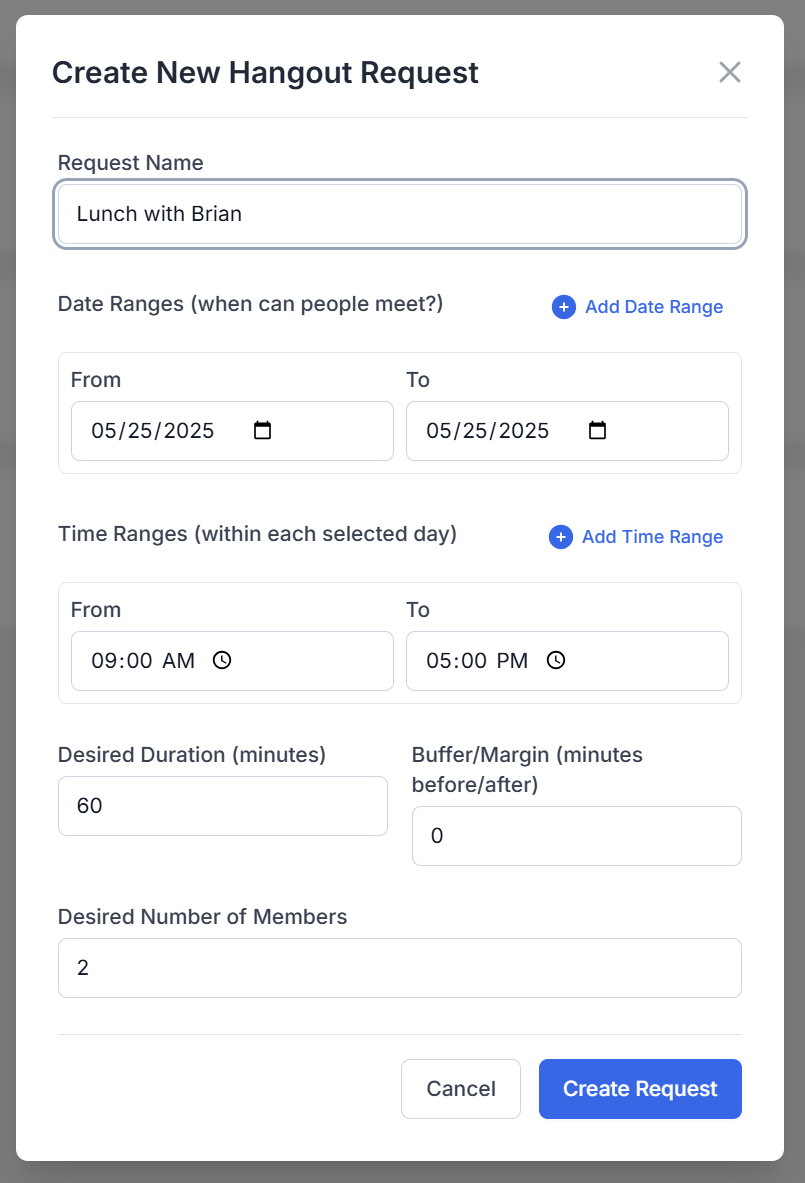 Create New Hangout Request
Request Name
Lunch with Brian
Date Ranges (when can people meet?)
Add Date Range
From
To
05/25/2025
05/25/2025
Time Ranges (within each selected day)
Add Time Range
From
To
09:00 AM
05:00 PM
Desired Duration (minutes)
60
Buffer/Margin (minutes
before/after)
0
Desired Number of Members
2
Cancel
Create Request